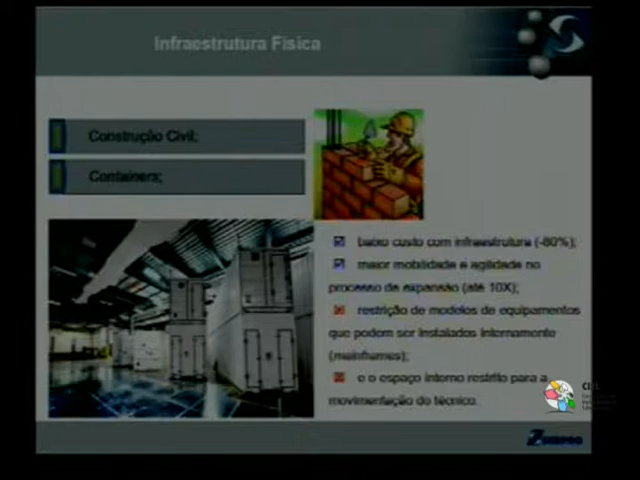 Infraestrutura Física
Construção Civil;
Containers;
baixo custo com infraestrutura (-80%);
maior mobilidade e agilidade no
processo de expansão (até 10X);
restrição de modelos de equipamentos
que podem ser instalados internamente
(mainframes);
e o espaço interno restrito para a
movimentação do técnico.
SERPRO